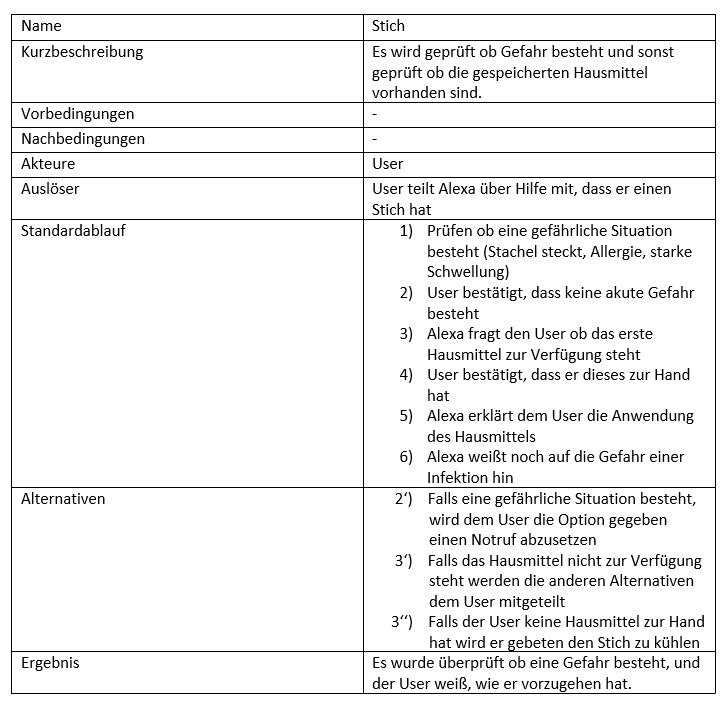 Name Stich
Kurzbeschreibung Es wird geprüft ob Gefahr besteht und sonst
geprüft ob die gespeicherten Hausmittel
vorhanden sind.
Vorbedingungen -
Nachbedingungen -
Akteure User
Auslöser User teilt Alexa über Hilfe mit, dass er einen
Stich hat
Standardablauf 1) Prüfen ob eine gefährliche Situation
besteht (Stachel steckt, Allergie, starke
Schwellung)
2) User bestätigt, dass keine akute Gefahr
besteht
3) Alexa fragt den User ob das erste
Hausmittel zur Verfügung steht
4) User bestätigt, dass er dieses zur Hand
hat
5) Alexa erklärt dem User die Anwendung
des Hausmittels
6) Alexa weißt noch auf die Gefahr einer
Infektion hin
Alternativen 2‘) Falls eine gefährliche Situation besteht,
wird dem User die Option gegeben
einen Notruf abzusetzen
3‘) Falls das Hausmittel nicht zur Verfügung
steht werden die anderen Alternativen
dem User mitgeteilt
3‘‘) Falls der User keine Hausmittel zur Hand
hat wird er gebeten den Stich zu kühlen
Ergebnis Es wurde überprüft ob eine Gefahr besteht, und
der User weiß, wie er vorzugehen hat.